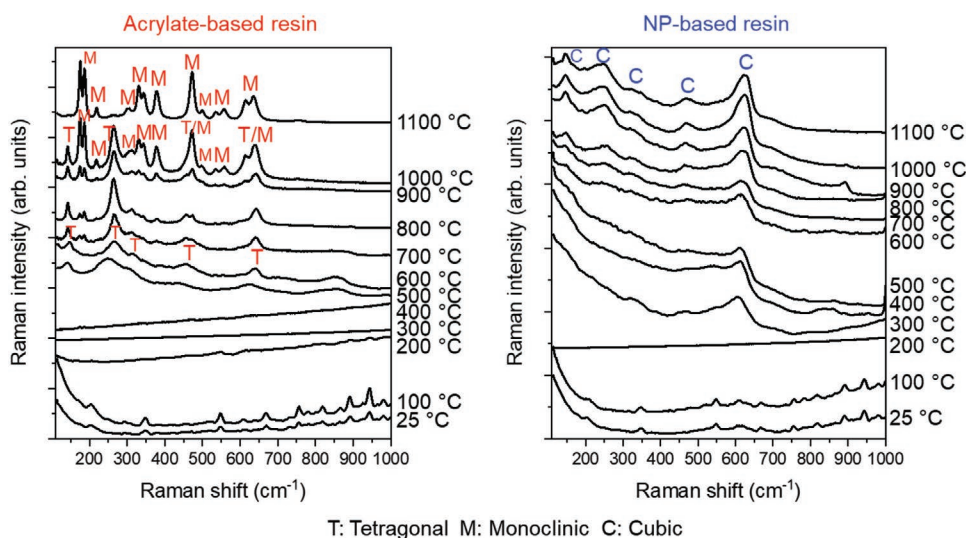 Acrylate-based resin
NP-based resin
M
M
M
M
M
M
M
M
M
M
T
M
T
M
M
M
M
T/M
M
M
T/M
T
T
T
T
T
1100 °C
1000 °C
900 °C
800 °C
700 °C
600 °C
500 °C
400 °C
300 °C
200 °C
100 °C
25 °C
Raman intensity (arb. units)
200 300 400 500 600 700 800 900 1000
Raman shift (cm⁻¹)
C
C
C
C
C
1100 °C
1000 °C
900 °C
800 °C
700 °C
600 °C
500 °C
400 °C
300 °C
200 °C
100 °C
25 °C
Raman intensity (arb. units)
200 300 400 500 600 700 800 900 1000
Raman shift (cm⁻¹)
T: Tetragonal M: Monoclinic C: Cubic